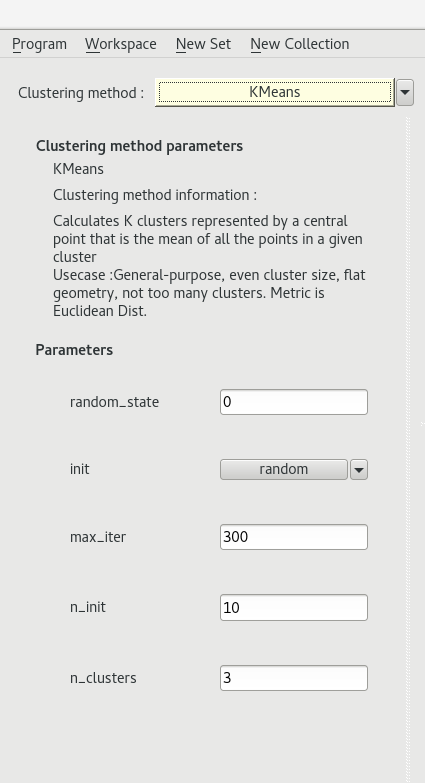 Program Workspace New Set New Collection
Clustering method : KMeans
Clustering method parameters
KMeans
Clustering method information :
Calculates K clusters represented by a central
point that is the mean of all the points in a given
cluster
Usecase :General-purpose, even cluster size, flat
geometry, not too many clusters. Metric is
Euclidean Dist.
Parameters
random_state 0
init random
max_iter 300
n_init 10
n_clusters 3